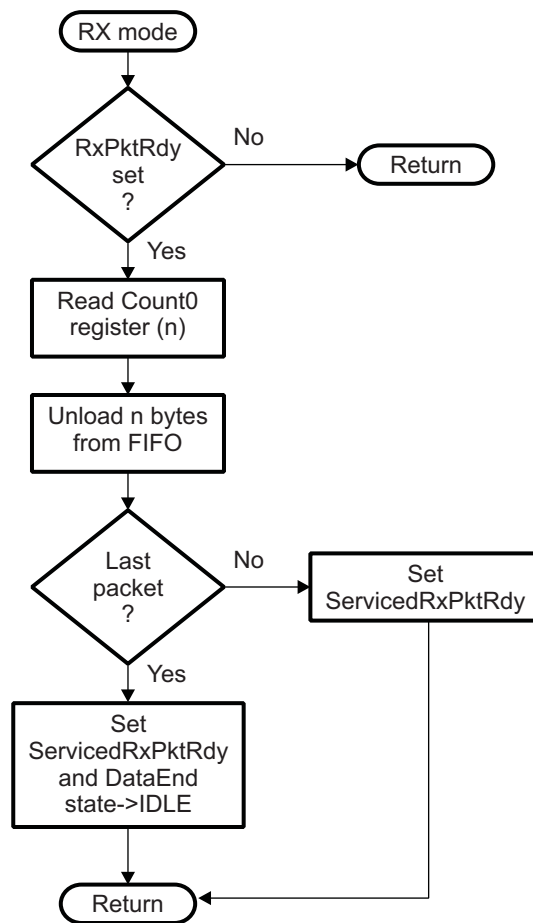 RX mode
RxPktRdy
set
?
No
Return
Yes
Read Count0
register (n)
Unload n bytes
from FIFO
Last
packet
?
No
Set
ServicedRxPktRdy
Yes
Set
ServicedRxPktRdy
and DataEnd
state->IDLE
Return